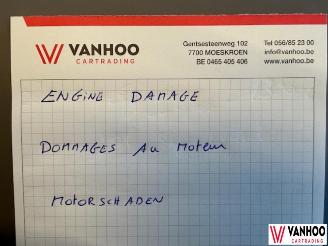 VANHOO
CARTRADING
Gentsesteenweg 102
7700 MOESKROEN
BE 0465 405 406
Tel 056/85 23 00
info@vanhoo.be
www.vanhoo.be
ENGiNE DAMAGE
DOMMAGES Au MOTEUR
MOTORSCHADEN
VANHOO
CARTRADING